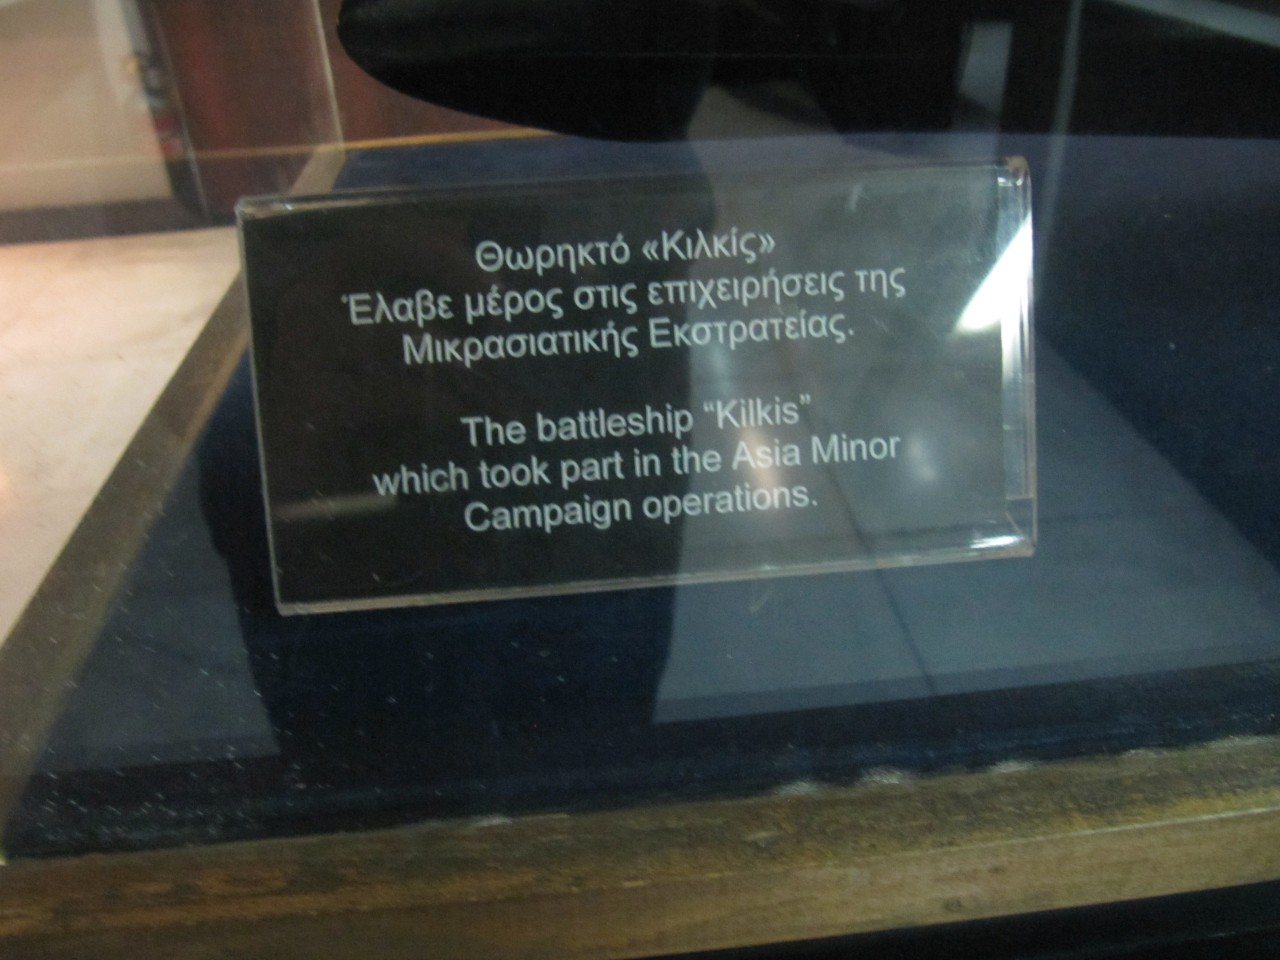 Θωρηκτό «Κιλκίς»
Έλαβε μέρος στις επιχειρήσεις της
Μικρασιατικής Εκστρατείας.
The battleship “Kilkis”
which took part in the Asia Minor
Campaign operations.